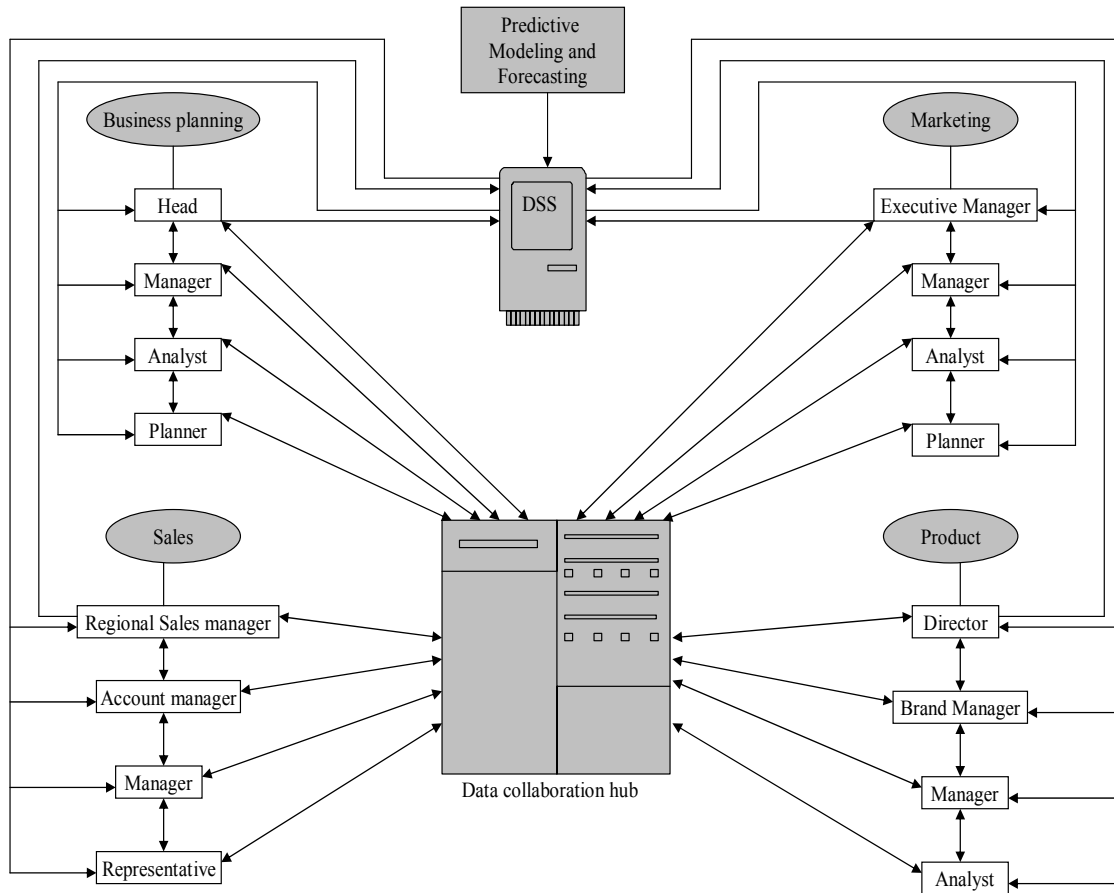 Predictive
Modeling and
Forecasting
Business planning
Marketing
DSS
Head
Executive Manager
Manager
Manager
Analyst
Analyst
Planner
Planner
Sales
Product
Regional Sales manager
Director
Account manager
Brand Manager
Manager
Manager
Data collaboration hub
Representative
Analyst